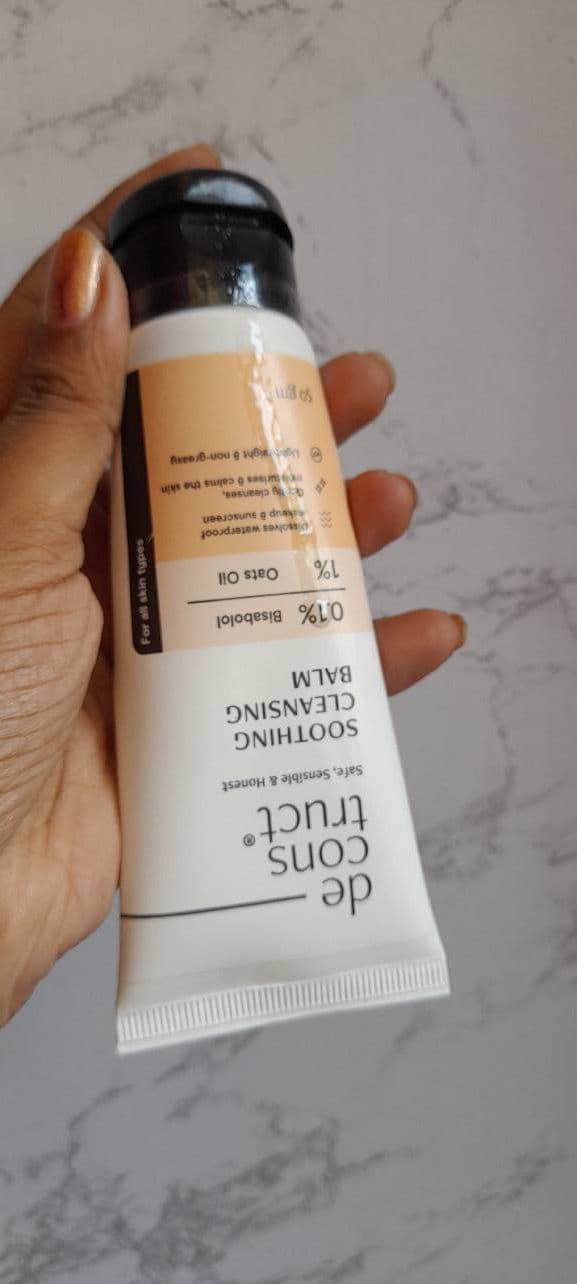 de
cons
truct®
Safe, Sensible & Honest
SOOTHING
CLEANSING
BALM
0.1% Bisabolol
1% Oats Oil
Dissolves waterproof
makeup & sunscreen
Gently cleanses,
moisturises & calms the skin
Lightweight & non-greasy
50 gm
For all skin types